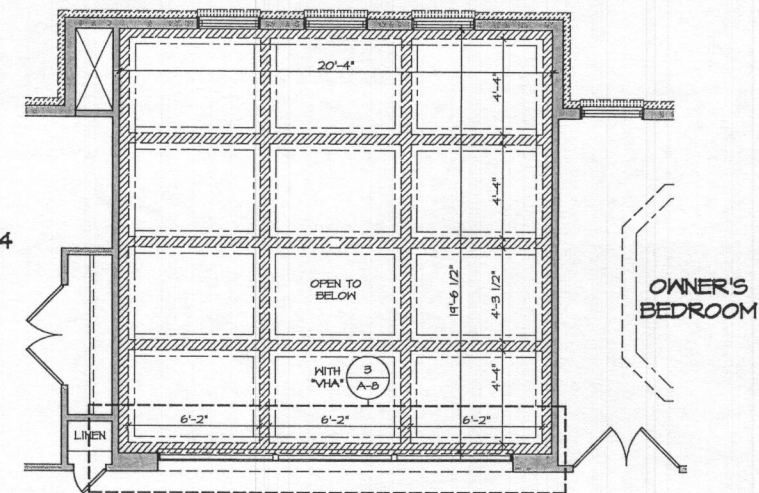 20'-4"
4'-4"
4'-4"
4
OPEN TO
BELOW
19'-6 1/2"
4'-3 1/2"
OWNER'S
BEDROOM
WITH
"VHA"
3
A-8
4'-4"
6'-2"
6'-2"
6'-2"
LINEN